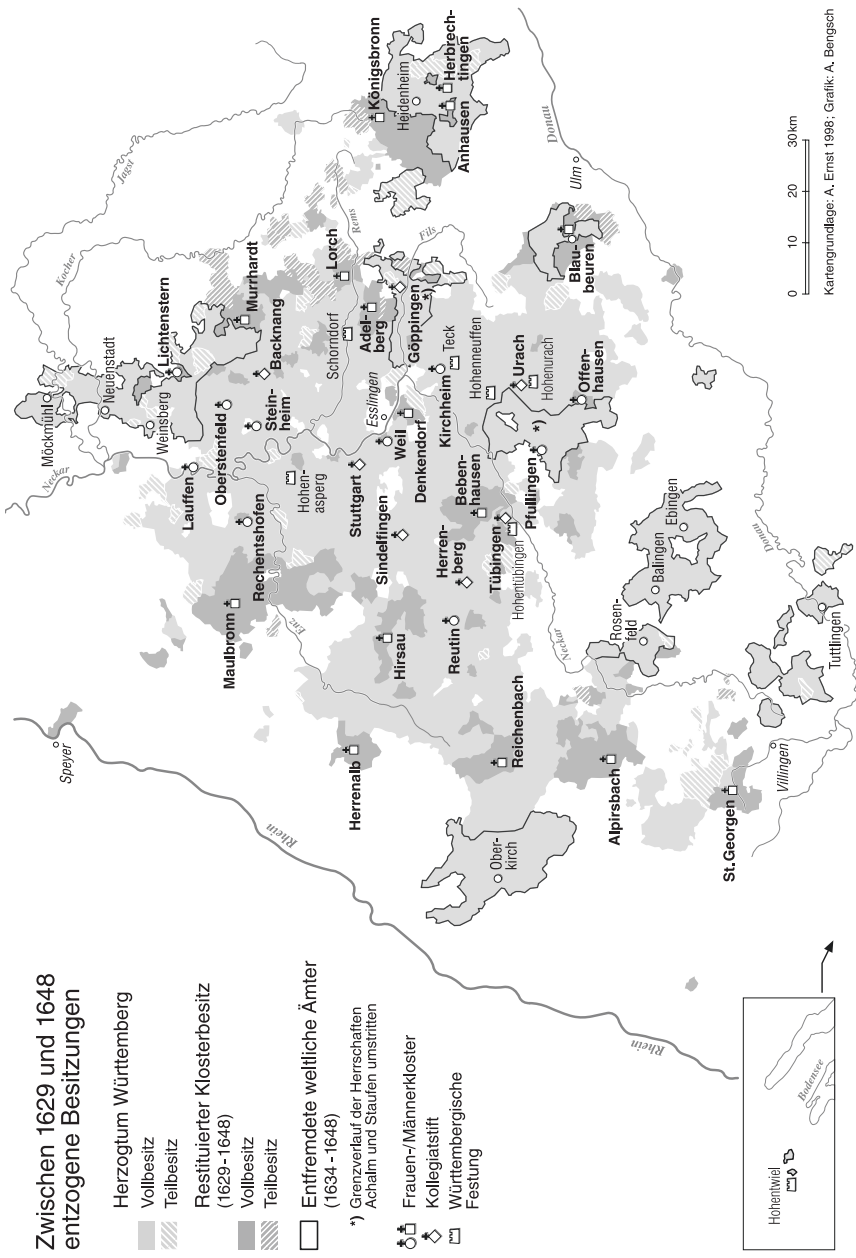 Zwischen 1629 und 1648
entzogene Besitzungen
Herzogtum Württemberg
Vollbesitz
Teilbesitz
Restituierter Klosterbesitz
(1629-1648)
Vollbesitz
Teilbesitz
Entfremdete weltliche Ämter
(1634-1648)
*) Grenzverlauf der Herrschaften
Achalm und Staufen umstritten
Frauen-/Männerkloster
Kollegiatstift
Württembergische
Festung
Speyer
Rhein
Rhein
Neckar
Möckmühl
Neuenstadt
Weinsberg
Lichtenstern
Kocher
Jagst
Lauffen
Oberstenfeld
Murrhardt
Stein-
heim
Backnang
Maulbronn
Rechentshofen
Hohen-
asperg
Enz
Schorndorf
Lorch
Rems
Königsbronn
Heidenheim
Herbrech-
tingen
Anhausen
Herrenalb
Hirsau
Sindelfingen
Stuttgart
Esslingen
Weil
Denkendorf
Adel-
berg
Göppingen
*)
Fils
Reutin
Herren-
berg
Beben-
hausen
Kirchheim
Teck
Hohenneuffen
Tübingen
Hohentübingen
Pfullingen
*)
Urach
Hohenurach
Offen-
hausen
Blau-
beuren
Ulm
Donau
Ober-
kirch
Reichenbach
Neckar
Alpirsbach
Rosen-
feld
Balingen
Ebingen
St.Georgen
Villingen
Tuttlingen
Donau
Hohentwiel
Bodensee
0 10 20 30km
Kartengrundlage: A. Ernst 1998; Grafik: A. Bengsch